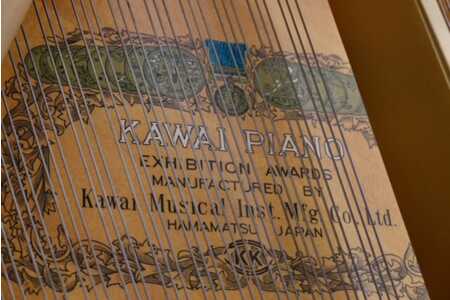 KAWAI PIANO
EXHIBITION AWARDS
MANUFACTURED BY
Kawai Musical Inst. Mfg. Co. Ltd.
HAMAMATSU JAPAN
KK